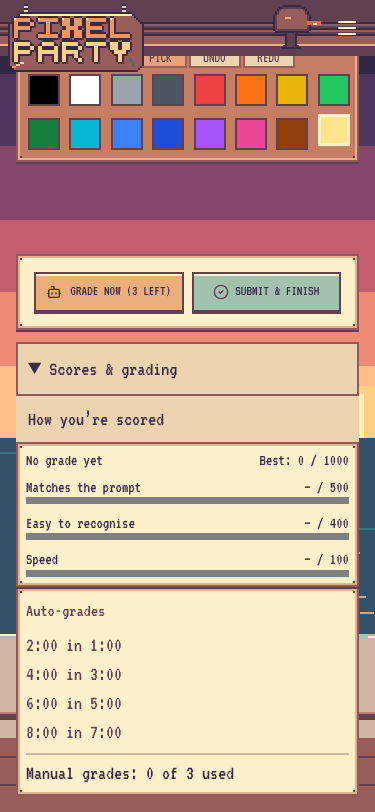 PIXEL
PARTY
PICK UNDO REDO
GRADE NOW (3 LEFT) SUBMIT & FINISH
▼ Scores & grading
How you're scored
No grade yet Best: 0 / 1000
Matches the prompt – / 500
Easy to recognise – / 400
Speed – / 100
Auto-grades
2:00 in 1:00
4:00 in 3:00
6:00 in 5:00
8:00 in 7:00
Manual grades: 0 of 3 used